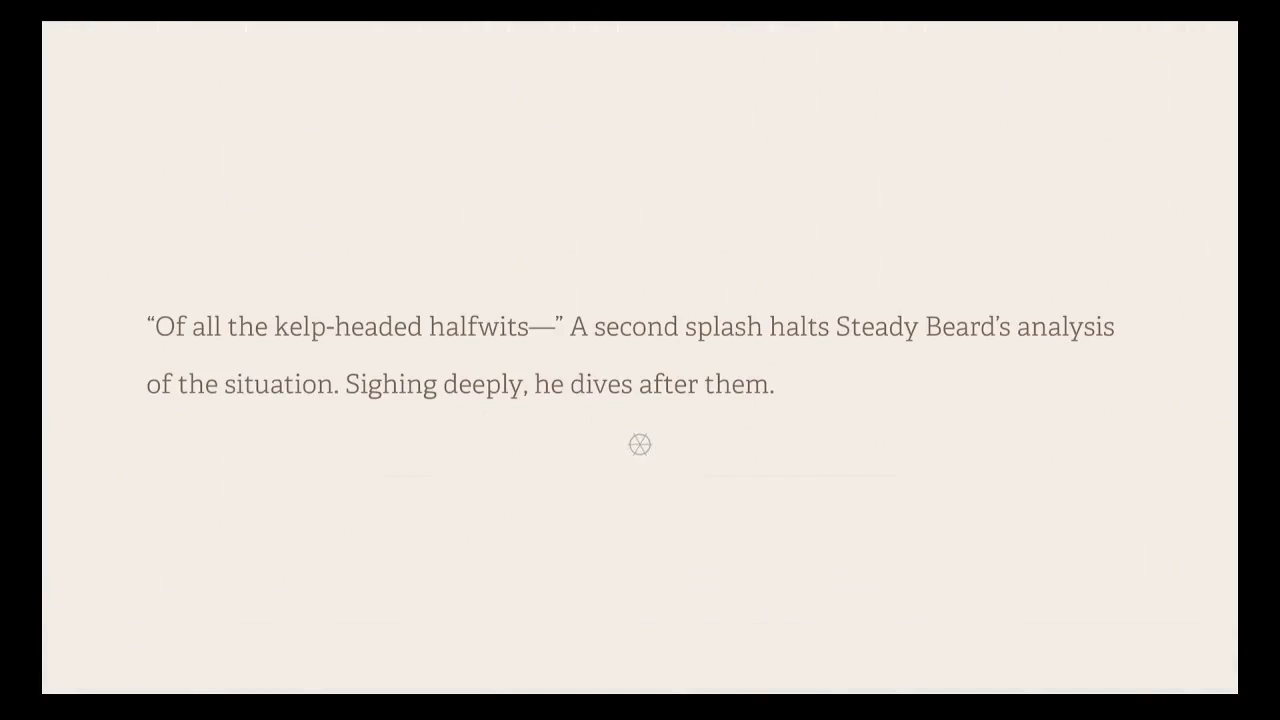 “Of all the kelp-headed halfwits—” A second splash halts Steady Beard’s analysis
of the situation. Sighing deeply, he dives after them.